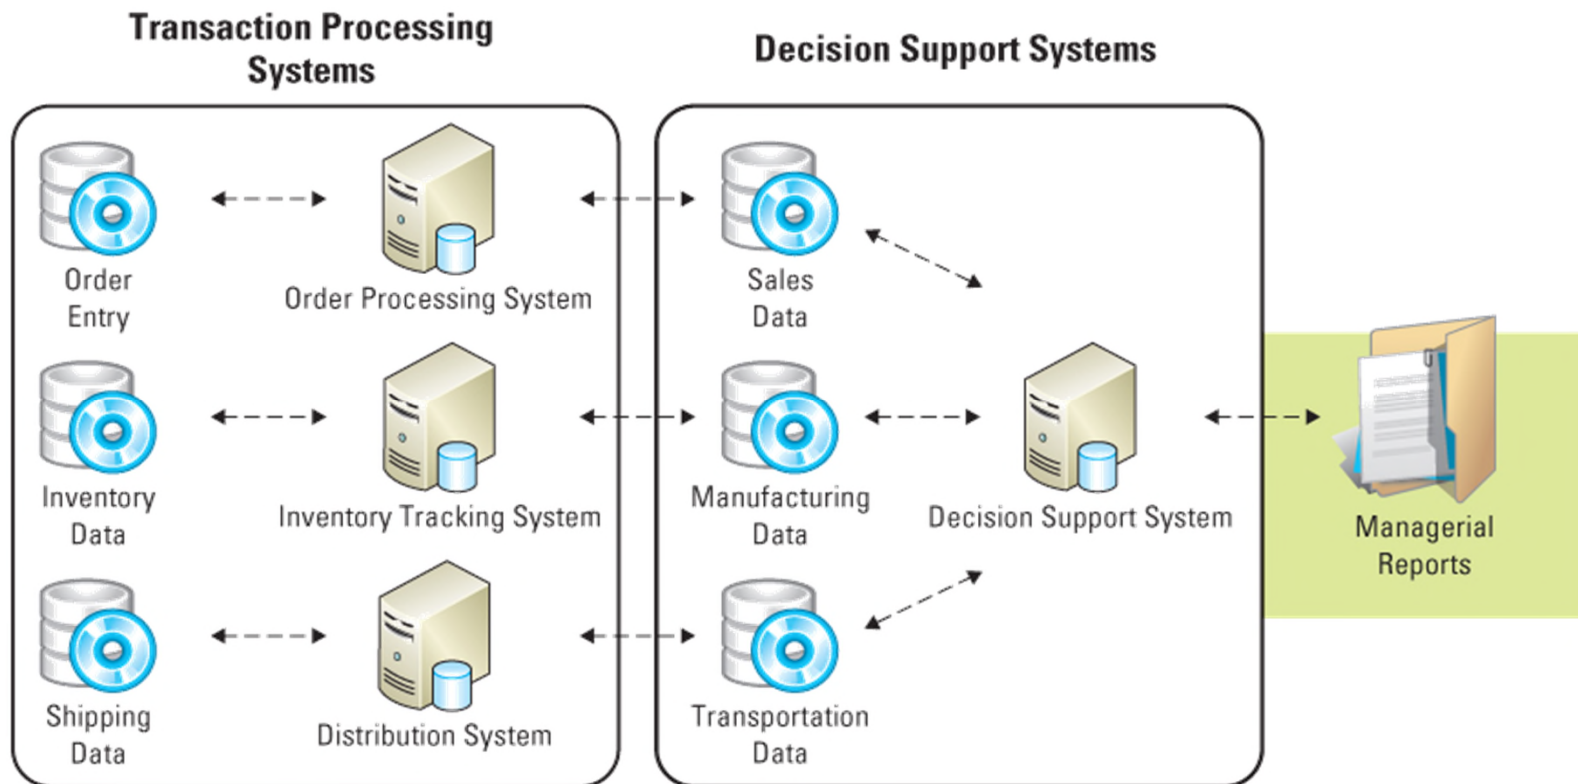 Transaction Processing
Systems
Decision Support Systems
Order
Entry
Order Processing System
Sales
Data
Inventory
Data
Inventory Tracking System
Manufacturing
Data
Decision Support System
Managerial
Reports
Shipping
Data
Distribution System
Transportation
Data